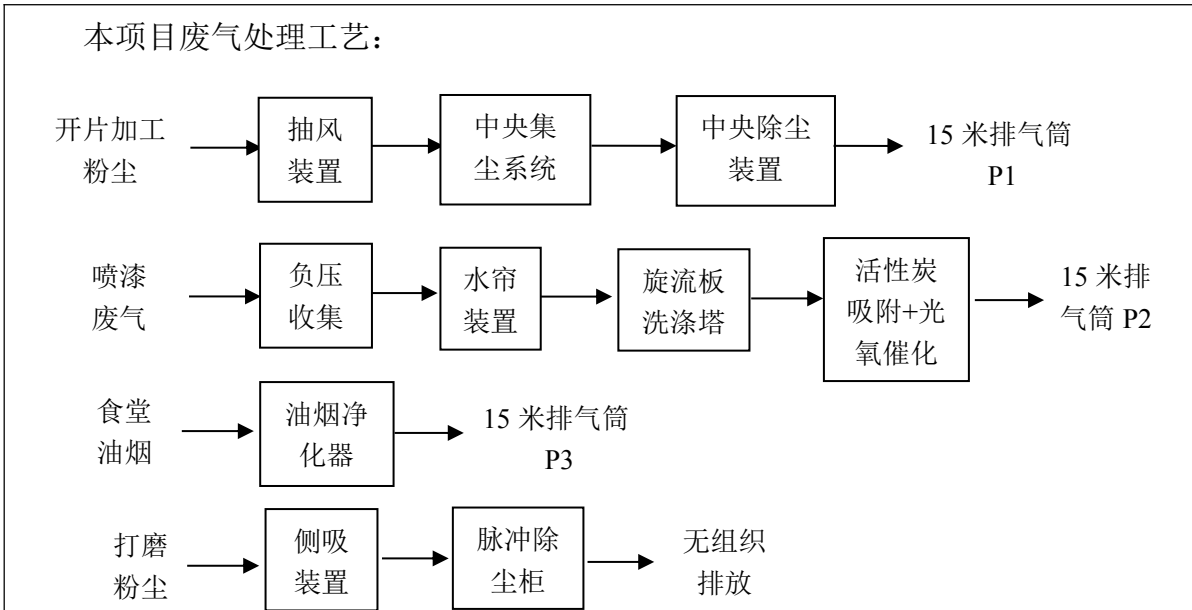 本项目废气处理工艺：
开片加工
粉尘
抽风
装置
中央集
尘系统
中央除尘
装置
15 米排气筒
P1
喷漆
废气
负压
收集
水帘
装置
旋流板
洗涤塔
活性炭
吸附+光
氧催化
15 米排
气筒 P2
食堂
油烟
油烟净
化器
15 米排气筒
P3
打磨
粉尘
侧吸
装置
脉冲除
尘柜
无组织
排放